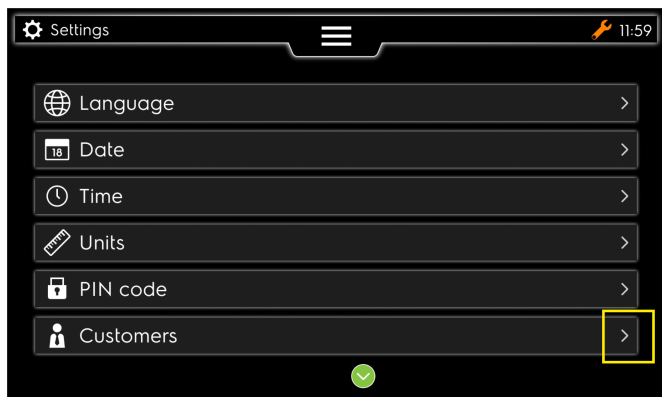 Settings
11:59
Language
18
Date
Time
Units
PIN code
Customers